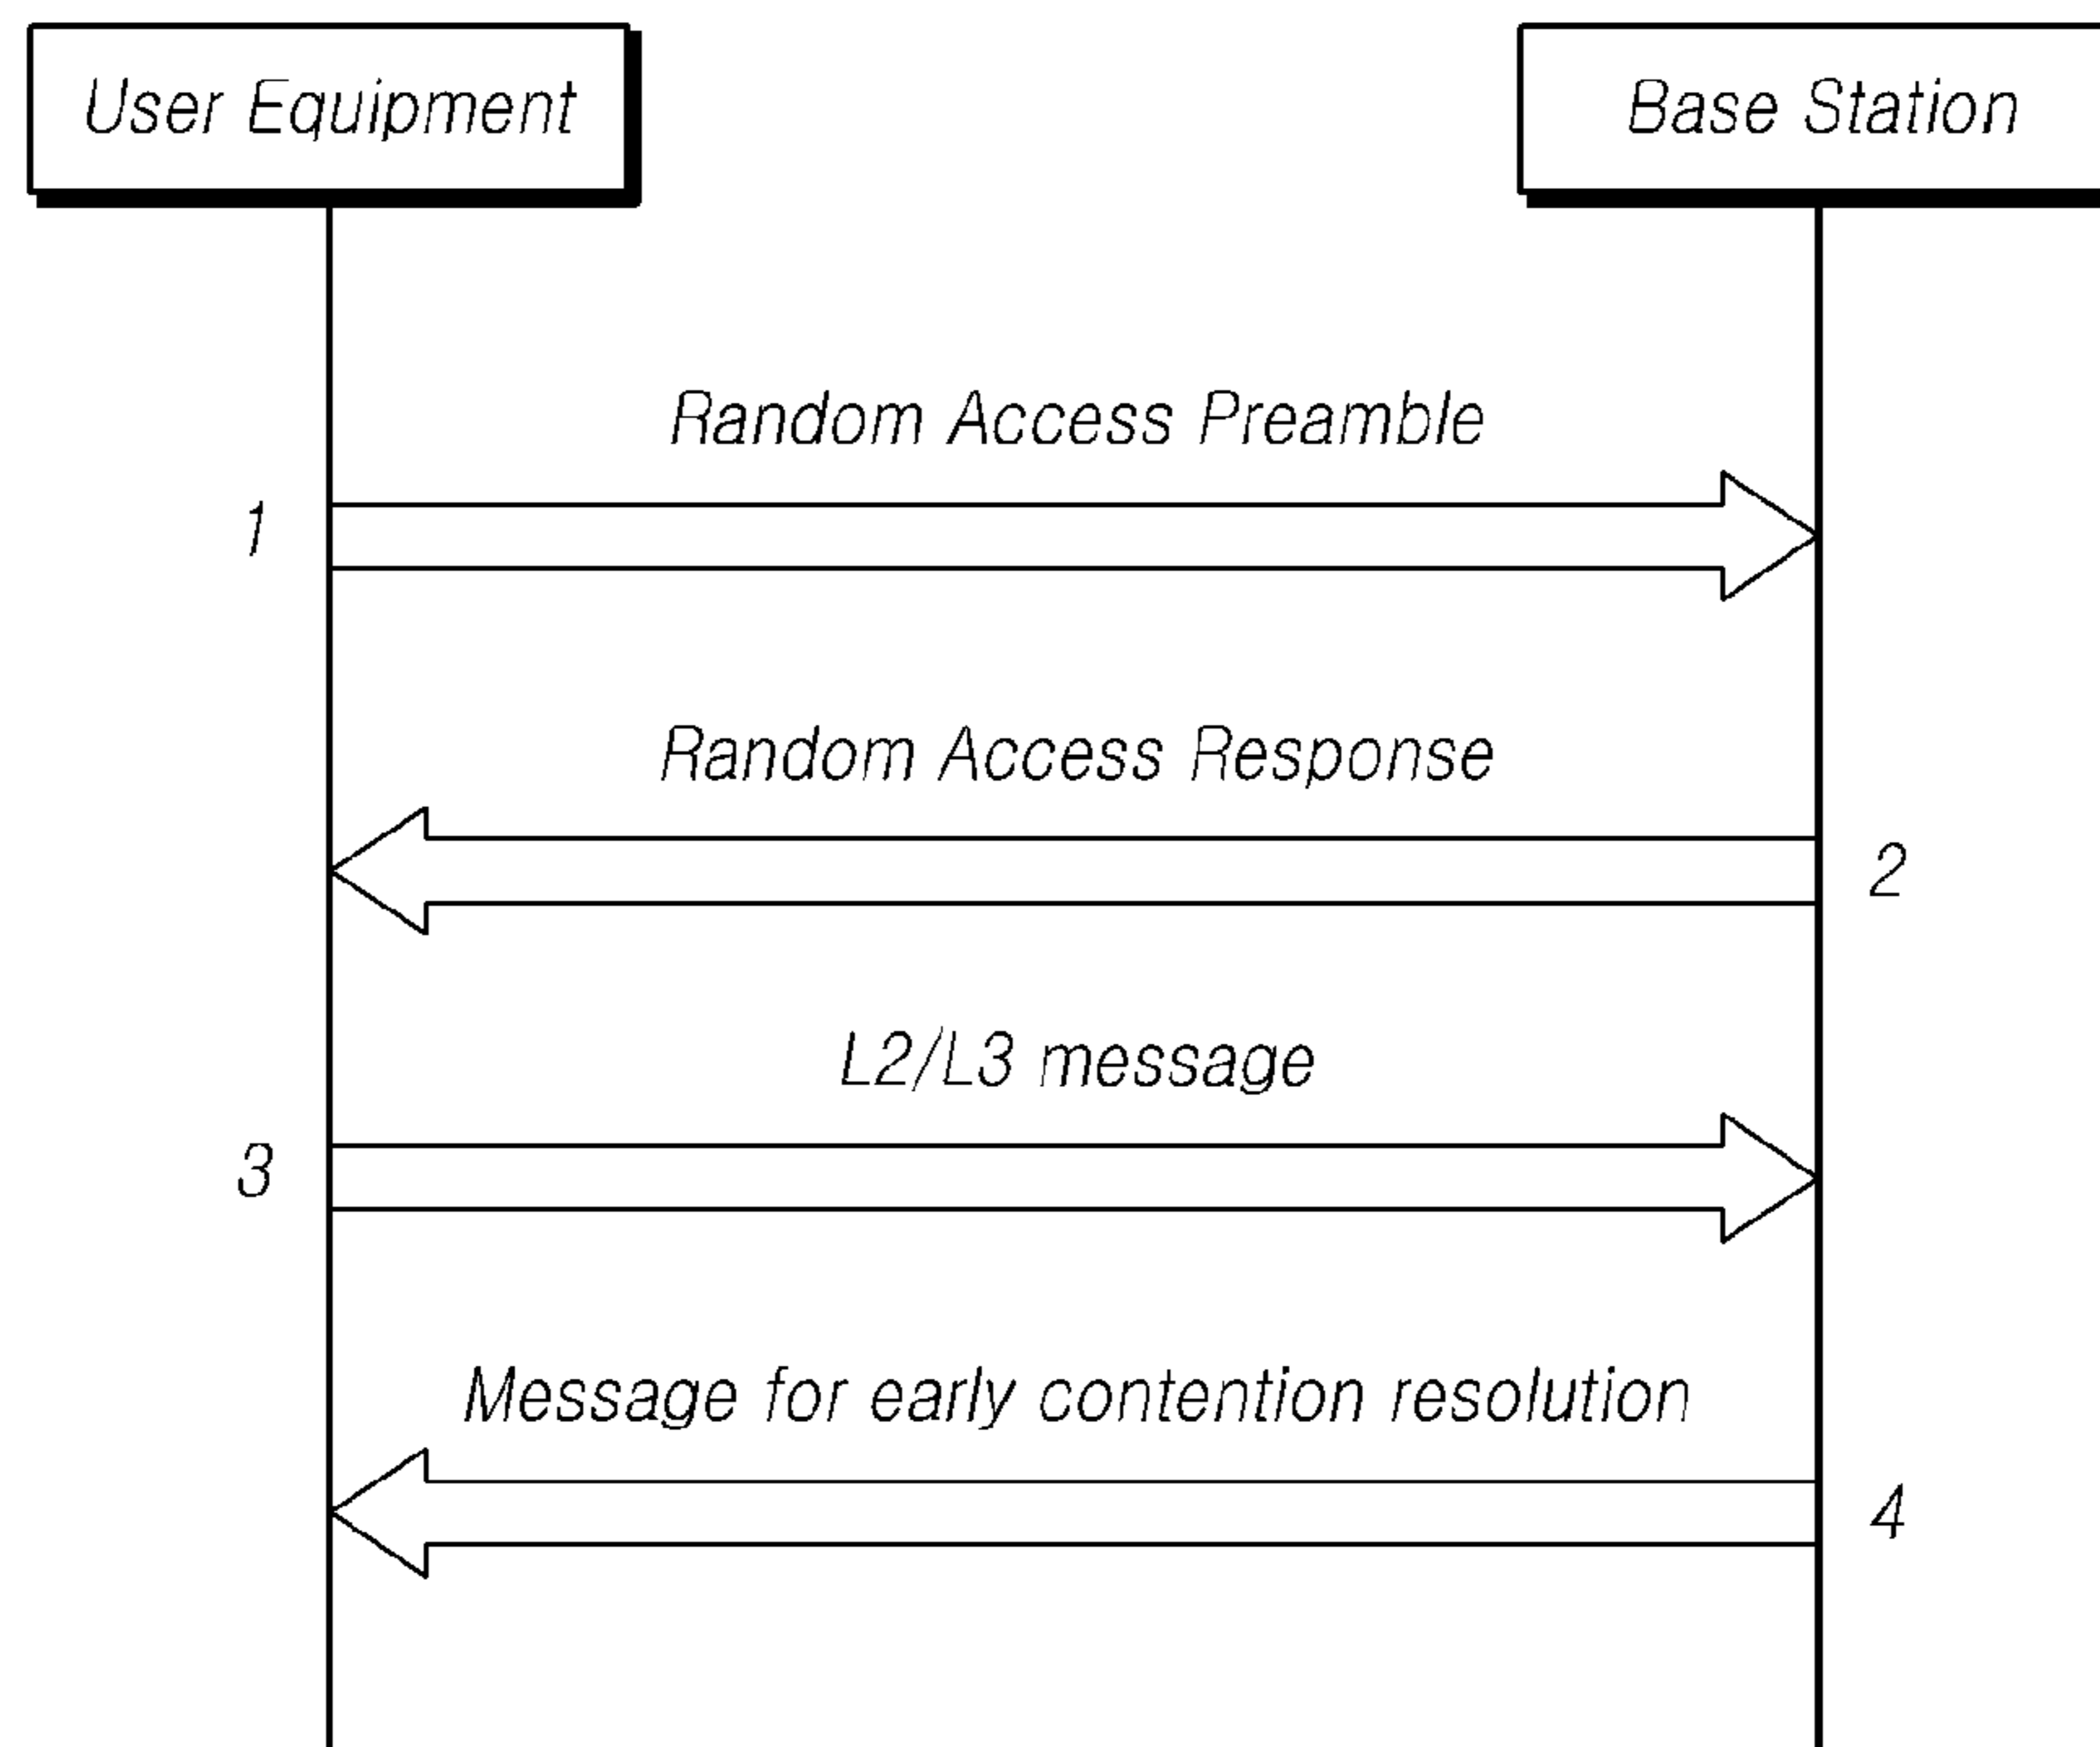 User Equipment
Base Station
Random Access Preamble
1
Random Access Response
2
L2/L3 message
3
Message for early contention resolution
4